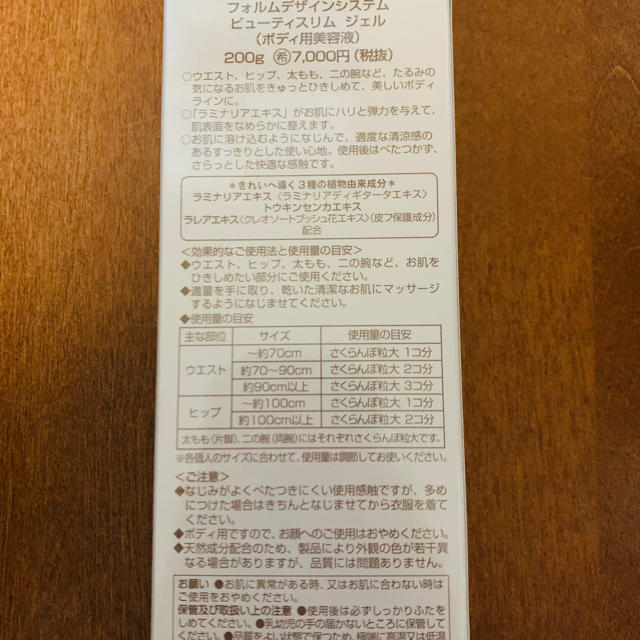 フォルムデザインシステム
ビューティスリム ジェル
(ボディ用美容液)
200g ㊒7,000円(税抜)
○ウエスト、ヒップ、太もも、二の腕など、たるみの
気になるお肌をきゅっとひきしめて、美しいボディ
ラインに。
○「ラミナリアエキス」がお肌にハリと弾力を与えて、
肌表面をなめらかに整えます。
○お肌に溶け込むようになじんで、適度な清涼感の
あるすっきりとした使い心地。使用後はべたつかず、
さらっとした快適な感触です。
＊きれいへ導く3種の植物由来成分＊
ラミナリアエキス〈ラミナリアディギタータエキス〉
トウキンセンカエキス
ラレアエキス〈クレオソートブッシュ花エキス〉(皮フ保護成分)
配合
<効果的なご使用法と使用量の目安>
◆ウエスト、ヒップ、太もも、二の腕など、お肌を
ひきしめたい部分にご使用ください。
◆適量を手に取り、乾いた清潔なお肌にマッサージ
するようになじませてください。
◆使用量の目安
主な部位 サイズ 使用量の目安
ウエスト ～約70cm さくらんぼ粒大 1コ分
約70～90cm さくらんぼ粒大 2コ分
約90cm以上 さくらんぼ粒大 3コ分
ヒップ ～約100cm さくらんぼ粒大 1コ分
約100cm以上 さくらんぼ粒大 2コ分
太もも(片脚)、二の腕(両腕)にはそれぞれさくらんぼ粒大です。
※各個人のサイズに合わせて、使用量は調節してお使いください。
<ご注意>
◆なじみがよくべたつきにくい使用感触ですが、多め
につけた場合はきちんとなじませてから衣服を着て
ください。
◆ボディ用ですので、お顔へのご使用はおやめください。
◆天然成分配合のため、製品により外観の色が若干異
なる場合がありますが、品質には問題ありません。
お願い ●お肌に異常がある時、又はお肌に合わない時は
ご使用をおやめください。
保管及び取扱い上の注意 ●使用後は必ずしっかりふたを
してください。●乳幼児の手の届かないところに保管して
ください。●品質をよい状態で保つため、極端に高温又は低温